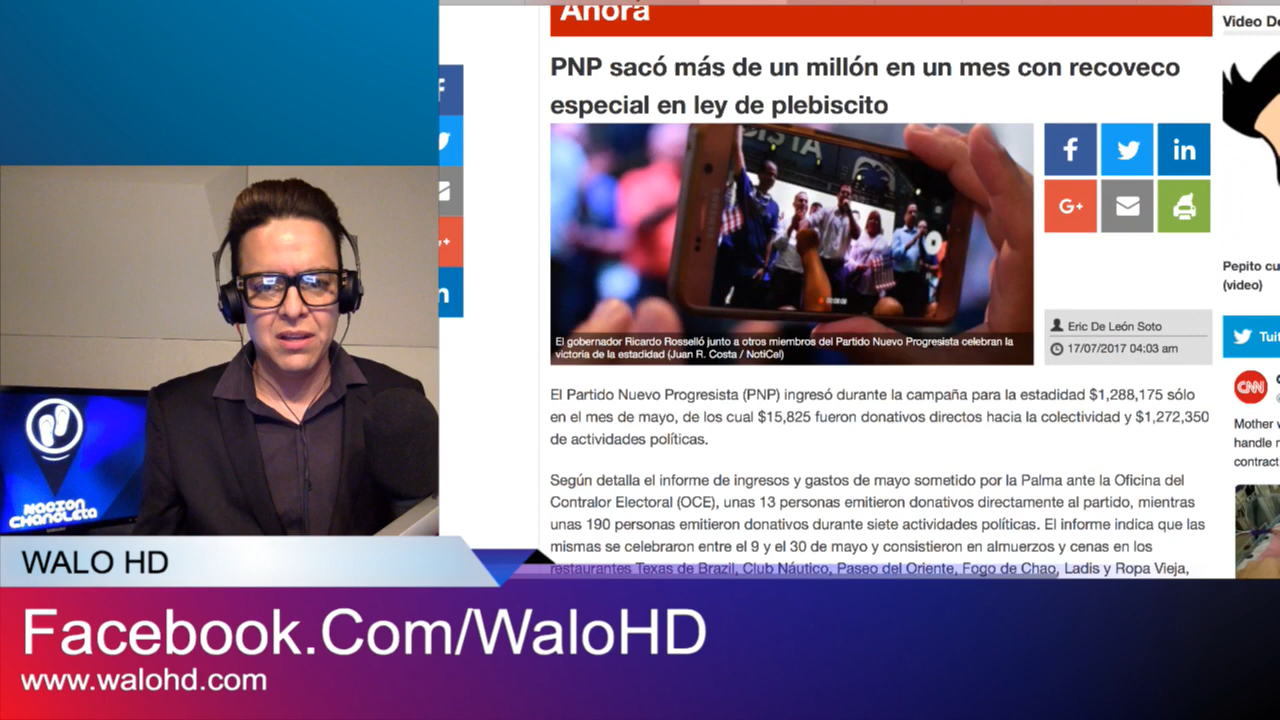 Ahora
Video De
PNP sacó más de un millón en un mes con recoveco
especial en ley de plebiscito
El gobernador Ricardo Rosselló junto a otros miembros del Partido Nuevo Progresista celebran la
victoria de la estadidad (Juan R. Costa / NotiCel)
Eric De León Soto
17/07/2017 04:03 am
El Partido Nuevo Progresista (PNP) ingresó durante la campaña para la estadidad $1,288,175 sólo
en el mes de mayo, de los cual $15,825 fueron donativos directos hacia la colectividad y $1,272,350
de actividades políticas.
Según detalla el informe de ingresos y gastos de mayo sometido por la Palma ante la Oficina del
Contralor Electoral (OCE), unas 13 personas emitieron donativos directamente al partido, mientras
unas 190 personas emitieron donativos durante siete actividades políticas. El informe indica que las
mismas se celebraron entre el 9 y el 30 de mayo y consistieron en almuerzos y cenas en los
restaurantes Texas de Brazil, Club Náutico, Paseo del Oriente, Fogo de Chao, Ladis y Ropa Vieja,
Pepito cu
(video)
Tuit
CNN
Mother w
handle r
contract
NACION
CHANCLETA
WALO HD
Facebook.Com/WaloHD
www.walohd.com